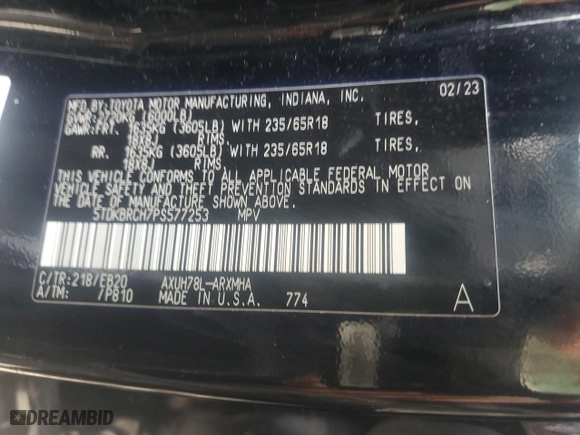 MFD.BY:TOYOTA MOTOR MANUFACTURING, INDIANA, INC. 02/23
GVWR:2720KG (6000LB)
GAWR:FRT. 1635KG (3605LB) WITH 235/65R18 TIRES,
RIMS,
RR. 1635KG (3605LB) WITH 235/65R18 TIRES,
18X8J RIMS,
THIS VEHICLE CONFORMS TO ALL APPLICABLE FEDERAL MOTOR
VEHICLE SAFETY AND THEFT PREVENTION STANDARDS IN EFFECT ON
THE DATE OF MANUFACTURE SHOWN ABOVE.
5TDKBRCH7PS577253 MPV
C/TR:218/EB20 AXUH78L-ARXMHA
A/TM: /P810 MADE IN U.S.A. 774 A
DREAMBID